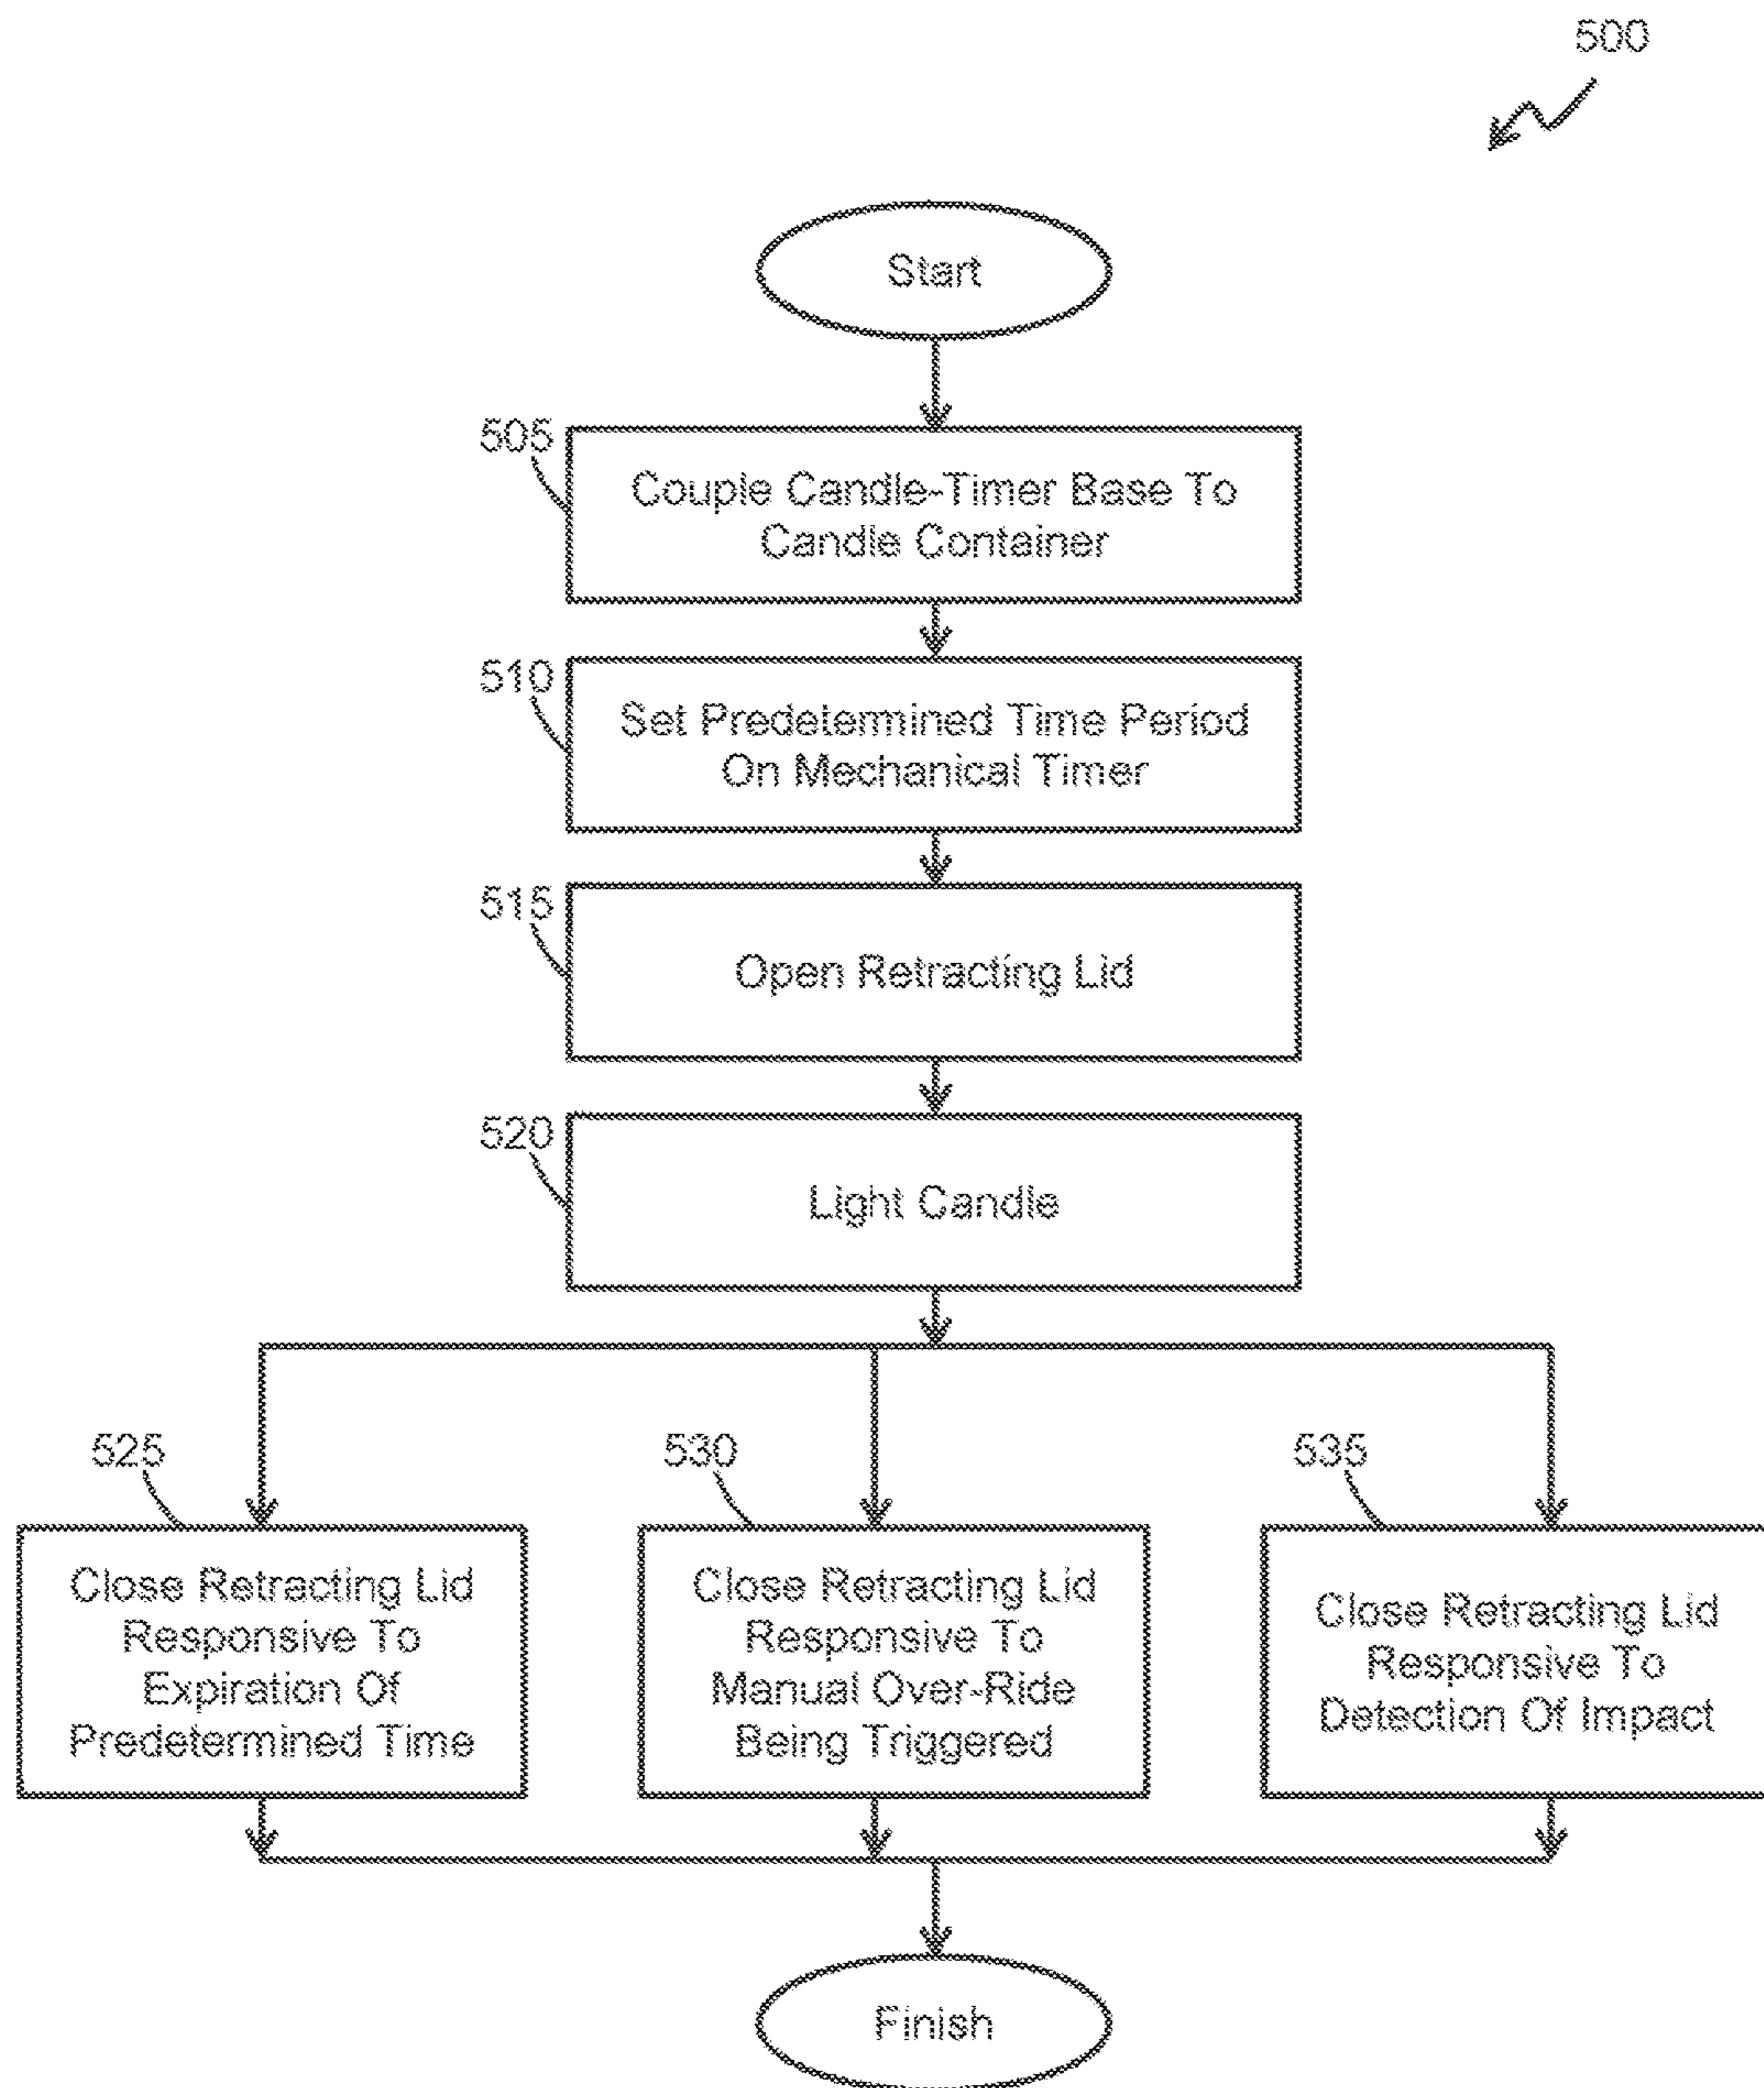 500
Start
505
Couple Candle-Timer Base To
Candle Container
510
Set Predetermined Time Period
On Mechanical Timer
515
Open Retracting Lid
520
Light Candle
525
Close Retracting Lid
Responsive To
Expiration Of
Predetermined Time
530
Close Retracting Lid
Responsive To
Manual Over-Ride
Being Triggered
535
Close Retracting Lid
Responsive To
Detection Of Impact
Finish